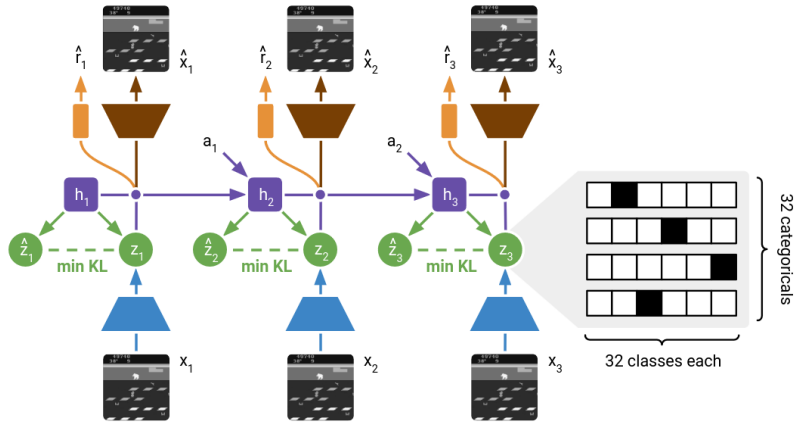 r̂₁
x̂₁
r̂₂
x̂₂
r̂₃
x̂₃
a₁
a₂
h₁
h₂
h₃
ẑ₁
z₁
ẑ₂
z₂
ẑ₃
z₃
min KL
min KL
min KL
x₁
x₂
x₃
32 categoricals
32 classes each